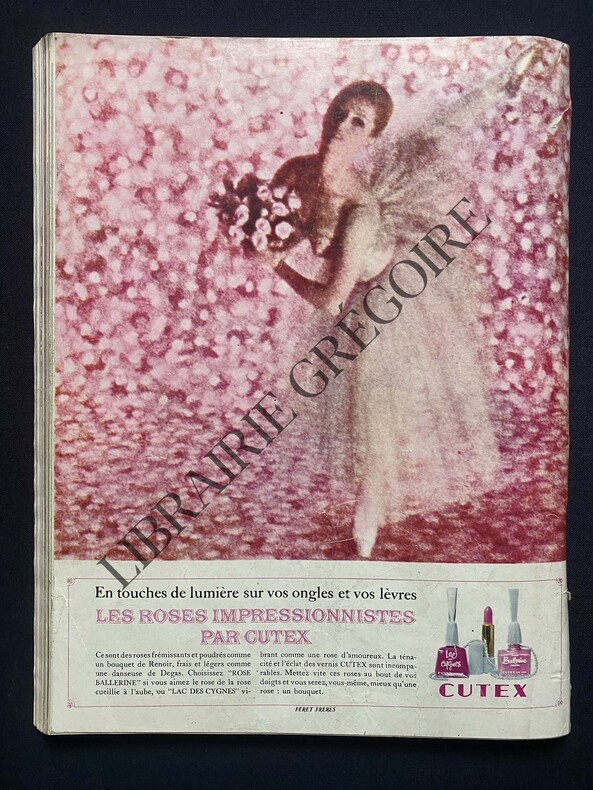 LIBRAIRIE GRÉGOIRE
En touches de lumière sur vos ongles et vos lèvres
LES ROSES IMPRESSIONNISTES
PAR CUTEX
Ce sont des roses frémissants et poudrés comme
un bouquet de Renoir, frais et légers comme
une danseuse de Degas. Choisissez "ROSE
BALLERINE" si vous aimez le rose de la rose
cueillie à l'aube, ou "LAC DES CYGNES" vi-
brant comme une rose d'amoureux. La téna-
cité et l'éclat des vernis CUTEX sont incompa-
rables. Mettez vite ces roses au bout de vos
doigts et vous serez, vous-même, mieux qu'une
rose : un bouquet.
Lac
des
cygnes
Ballerine
CUTEX
FERET FRÈRES